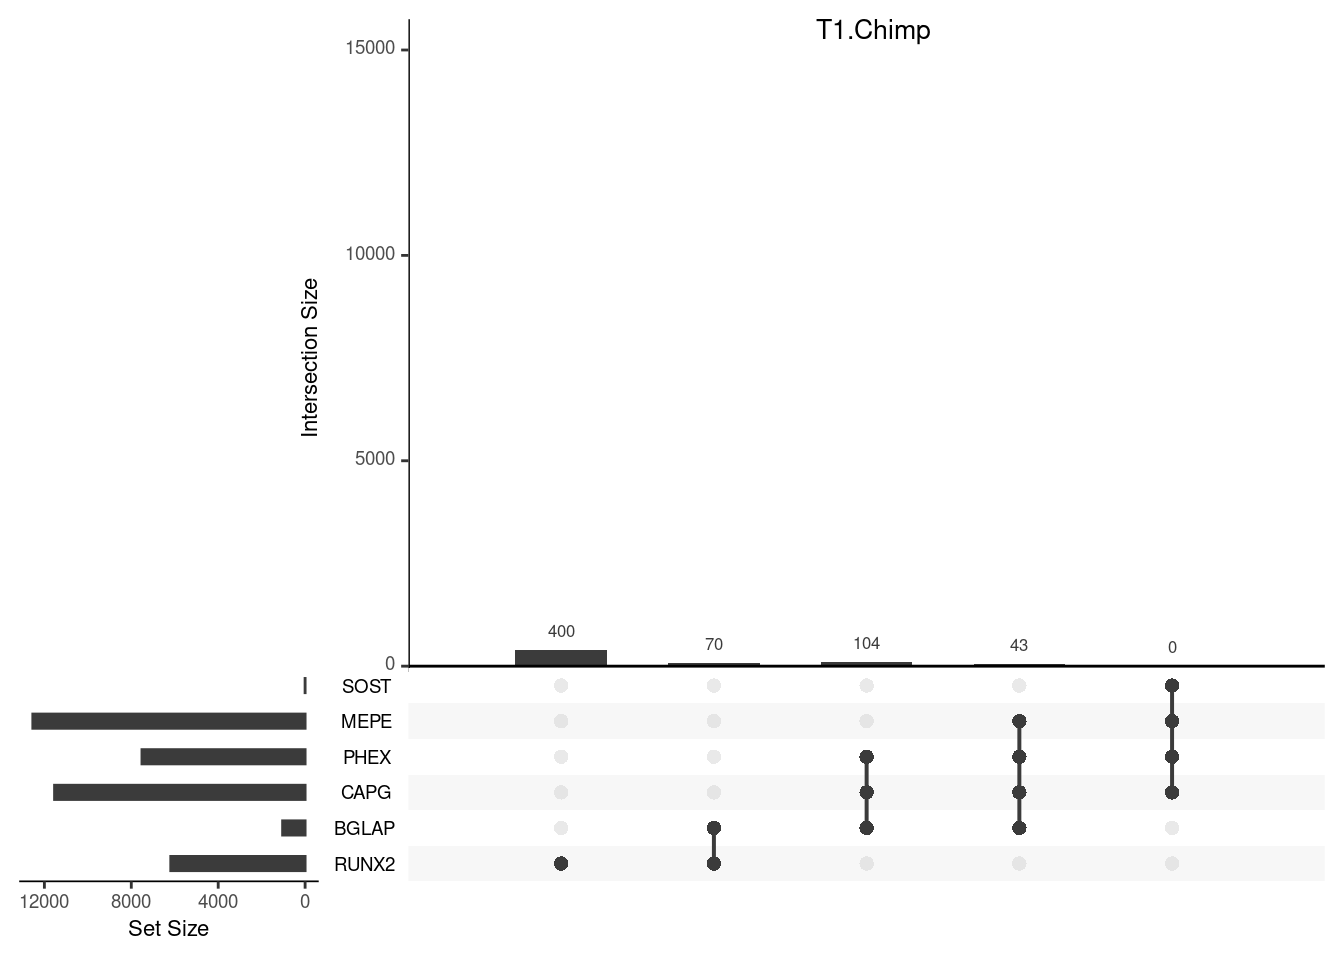 T1.Chimp
15000
10000
5000
0
Intersection Size
400
70
104
43
0
SOST
MEPE
PHEX
CAPG
BGLAP
RUNX2
12000 8000 4000 0
Set Size